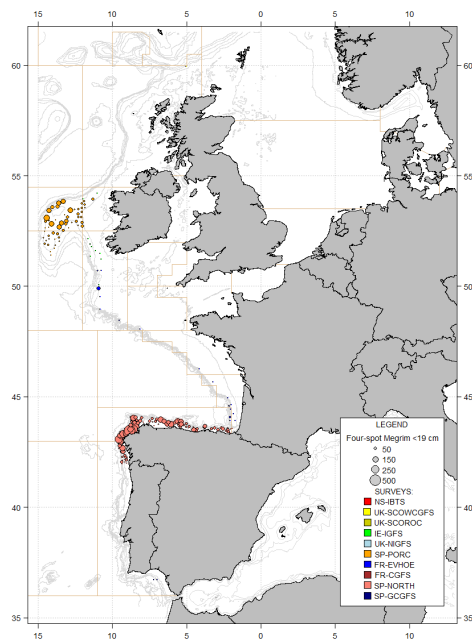 15 10 5 0 5 10
60 60
55 55
50 50
45 45
40 40
35 35
LEGEND
Four-spot Megrim <19 cm
50
150
250
500
SURVEYS:
NS-IBTS
UK-SCOWCGFS
UK-SCOROC
IE-IGFS
UK-NIGFS
SP-PORC
FR-EVHOE
FR-CGFS
SP-NORTH
SP-GCGFS
15 10 5 0 5 10